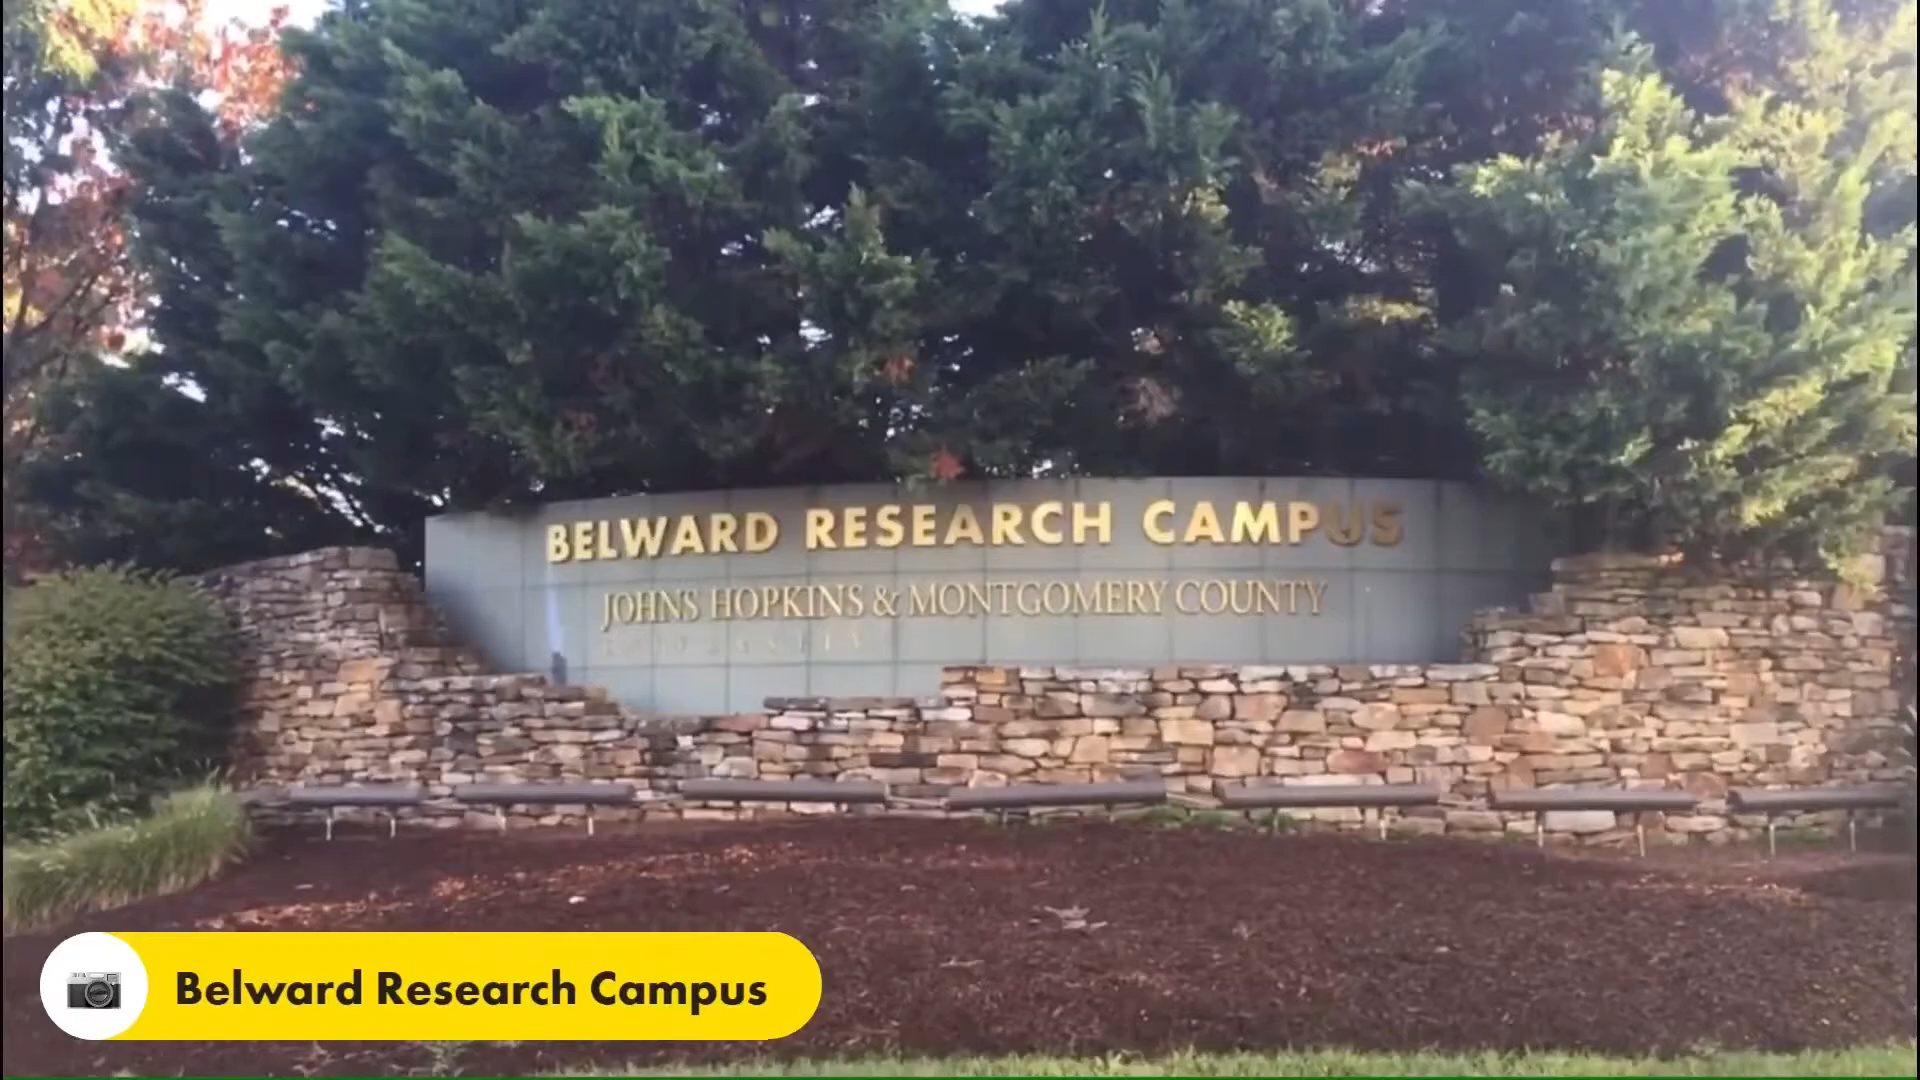 BELWARD RESEARCH CAMPUS
JOHNS HOPKINS & MONTGOMERY COUNTY
Belward Research Campus